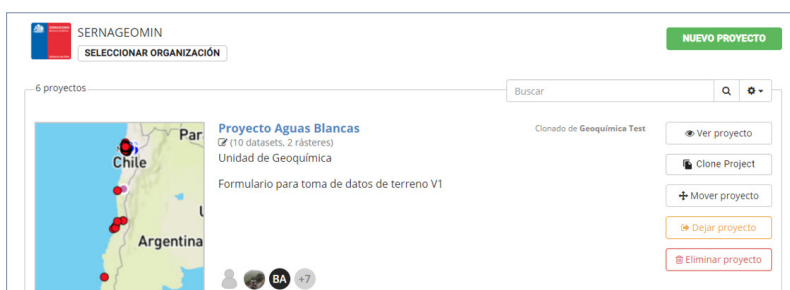 SERNAGEOMIN
SELECCIONAR ORGANIZACIÓN
NUEVO PROYECTO
6 proyectos
Buscar
Proyecto Aguas Blancas
(10 datasets, 2 rásteres)
Unidad de Geoquímica
Formulario para toma de datos de terreno V1
Clonado de Geoquímica Test
Ver proyecto
Clone Project
Mover proyecto
Dejar proyecto
Eliminar proyecto
Par
Chile
Argentina
BA
+7